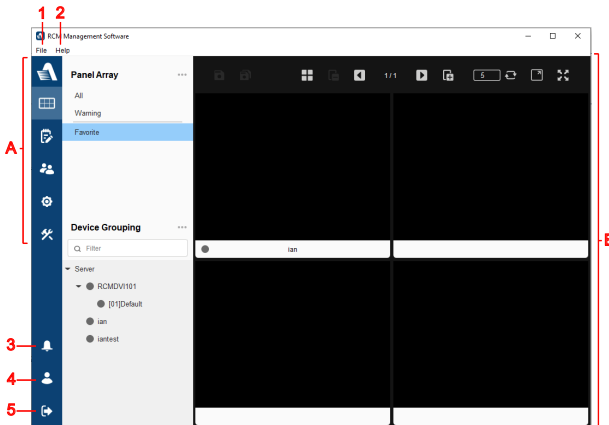 1 2
RCM Management Software
File Help
A
Panel Array
1/1
5
All
Warning
Favorite
Device Grouping
Filter
ian
B
Server
RCMDVI101
[01]Default
ian
iantest
3
4
5